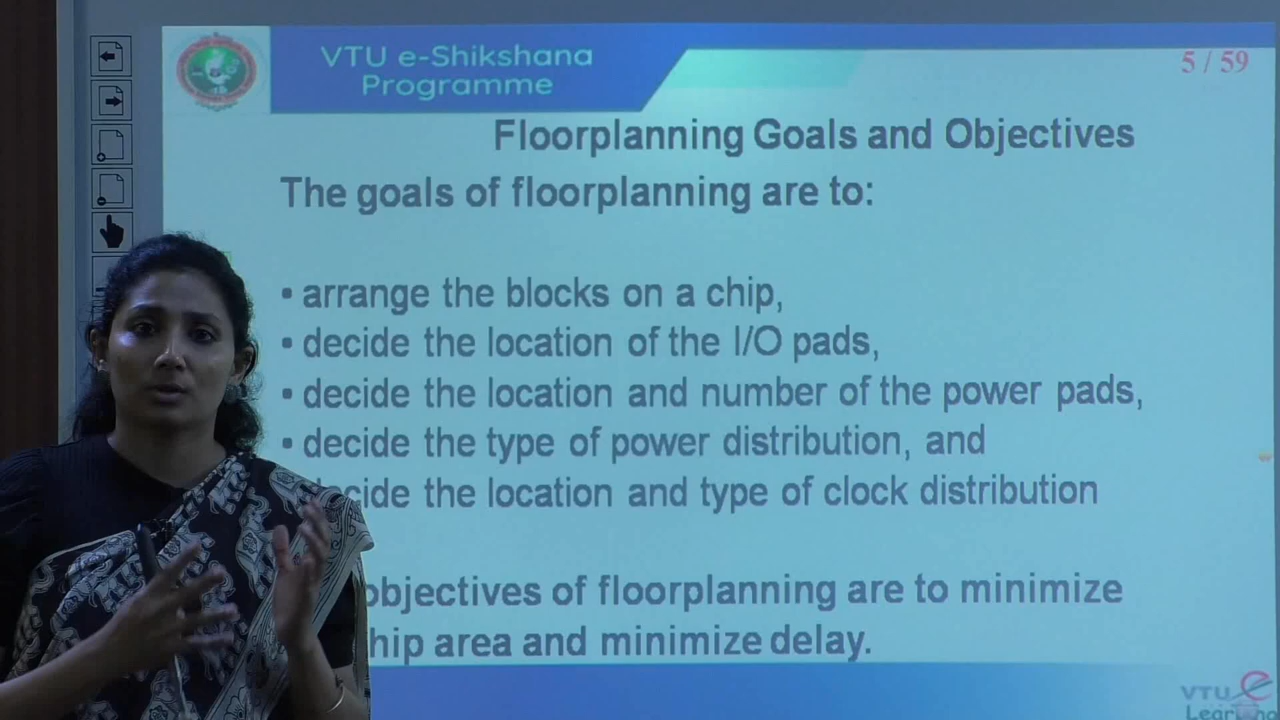 VTU e-Shikshana
Programme
5 / 59
Floorplanning Goals and Objectives
The goals of floorplanning are to:
• arrange the blocks on a chip,
• decide the location of the I/O pads,
• decide the location and number of the power pads,
• decide the type of power distribution, and
cide the location and type of clock distribution
objectives of floorplanning are to minimize
hip area and minimize delay.
VTU e
Learning